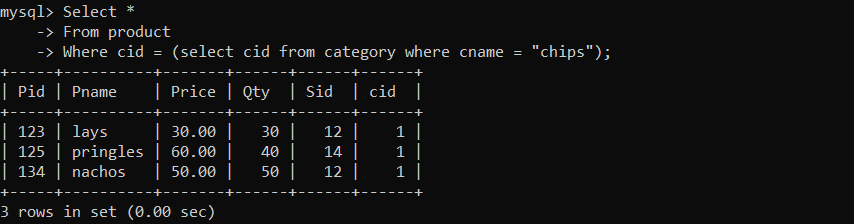 mysql> Select *
    -> From product
    -> Where cid = (select cid from category where cname = "chips");
+-----+----------+-------+------+------+------+
| Pid | Pname    | Price | Qty  | Sid  | cid  |
+-----+----------+-------+------+------+------+
| 123 | lays     | 30.00 |   30 |   12 |    1 |
| 125 | pringles | 60.00 |   40 |   14 |    1 |
| 134 | nachos   | 50.00 |   50 |   12 |    1 |
+-----+----------+-------+------+------+------+
3 rows in set (0.00 sec)